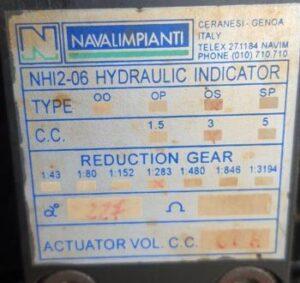 N NAVALIMPIANTI
CERANESI - GENOA
ITALY
TELEX 271184 NAVIM
PHONE (010) 710.710
NHI2-06 HYDRAULIC INDICATOR
TYPE OO OP OS SP
C.C. 1.5 3 5
REDUCTION GEAR
1:43 1:80 1:152 1:283 1:480 1:846 1:3194
α° 227 Ω
ACTUATOR VOL. C.C.